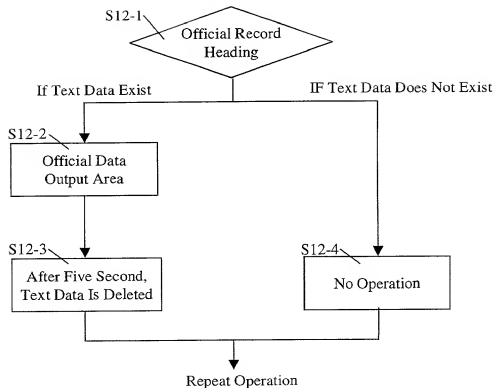 S12-1
Official Record
Heading
If Text Data Exist
IF Text Data Does Not Exist
S12-2
Official Data
Output Area
S12-3
After Five Second,
Text Data Is Deleted
S12-4
No Operation
Repeat Operation